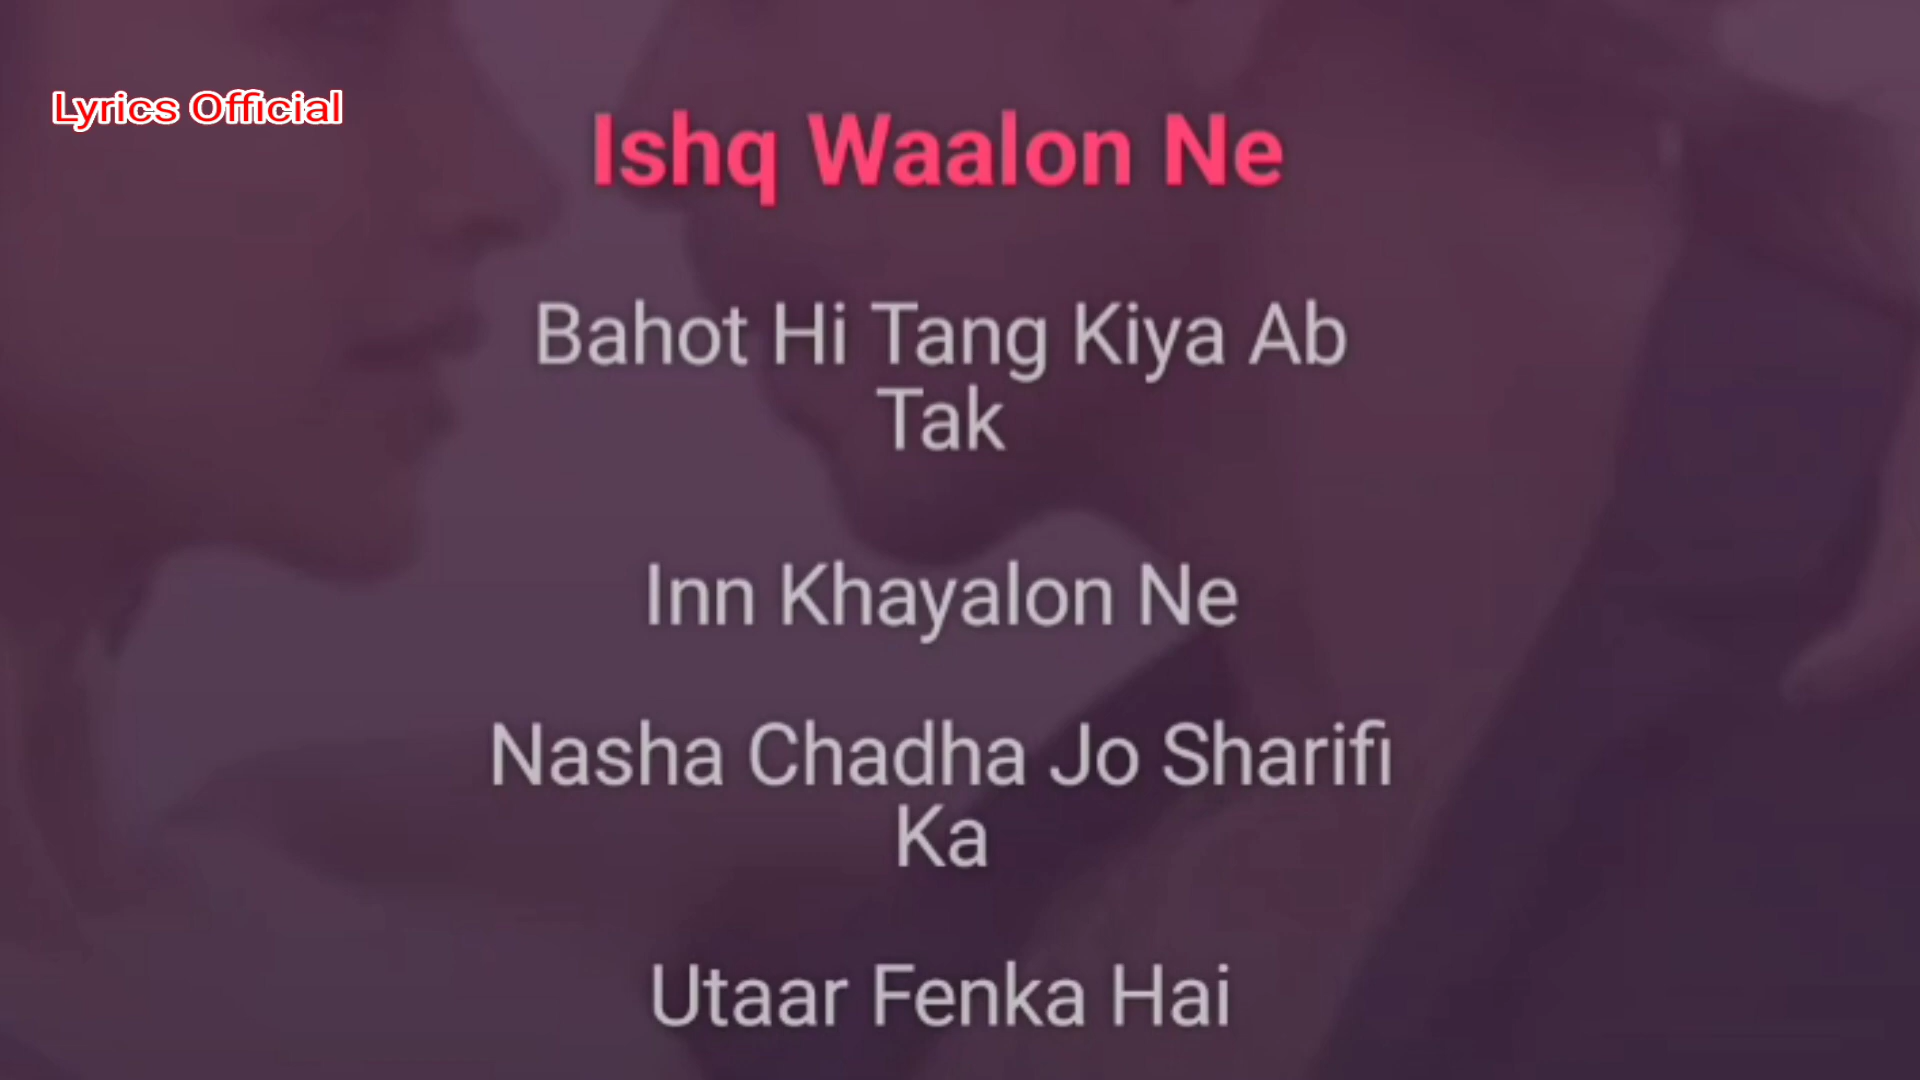 Lyrics Official
Ishq Waalon Ne
Bahot Hi Tang Kiya Ab
Tak
Inn Khayalon Ne
Nasha Chadha Jo Sharifi
Ka
Utaar Fenka Hai